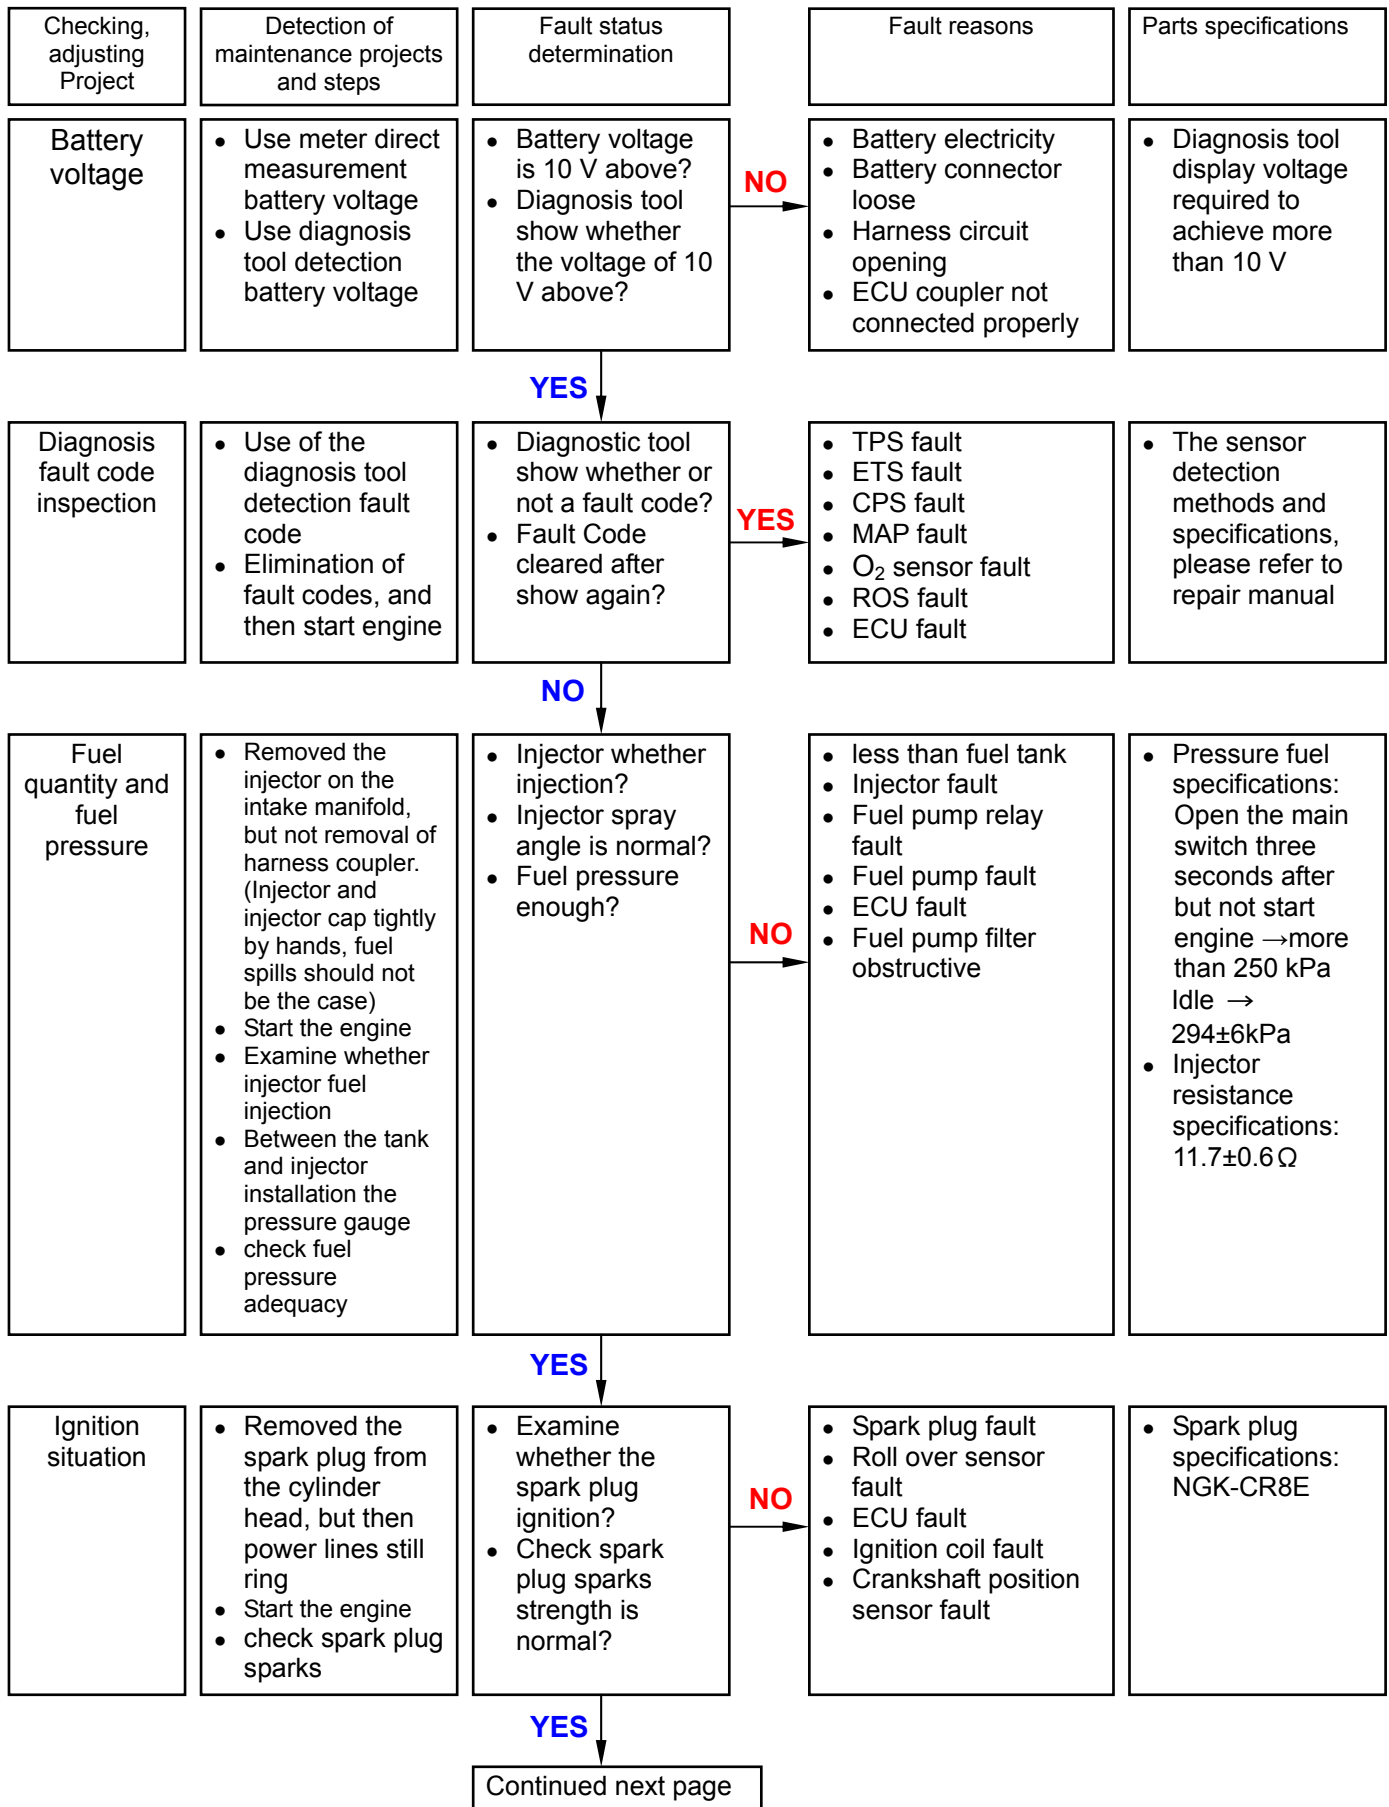 Checking,
adjusting
Project
Detection of
maintenance projects
and steps
Fault status
determination
Fault reasons
Parts specifications
Battery
voltage
● Use meter direct
measurement
battery voltage
● Use diagnosis
tool detection
battery voltage
● Battery voltage
is 10 V above?
● Diagnosis tool
show whether
the voltage of 10
V above?
NO
● Battery electricity
● Battery connector
loose
● Harness circuit
opening
● ECU coupler not
connected properly
● Diagnosis tool
display voltage
required to
achieve more
than 10 V
YES
Diagnosis
fault code
inspection
● Use of the
diagnosis tool
detection fault
code
● Elimination of
fault codes, and
then start engine
● Diagnostic tool
show whether or
not a fault code?
● Fault Code
cleared after
show again?
YES
● TPS fault
● ETS fault
● CPS fault
● MAP fault
● O₂ sensor fault
● ROS fault
● ECU fault
● The sensor
detection
methods and
specifications,
please refer to
repair manual
NO
Fuel
quantity and
fuel
pressure
● Removed the
injector on the
intake manifold,
but not removal of
harness coupler.
(Injector and
injector cap tightly
by hands, fuel
spills should not
be the case)
● Start the engine
● Examine whether
injector fuel
injection
● Between the tank
and injector
installation the
pressure gauge
● check fuel
pressure
adequacy
● Injector whether
injection?
● Injector spray
angle is normal?
● Fuel pressure
enough?
NO
● less than fuel tank
● Injector fault
● Fuel pump relay
fault
● Fuel pump fault
● ECU fault
● Fuel pump filter
obstructive
● Pressure fuel
specifications:
Open the main
switch three
seconds after
but not start
engine →more
than 250 kPa
Idle →
294±6kPa
● Injector
resistance
specifications:
11.7±0.6Ω
YES
Ignition
situation
● Removed the
spark plug from
the cylinder
head, but then
power lines still
ring
● Start the engine
● check spark plug
sparks
● Examine
whether the
spark plug
ignition?
● Check spark
plug sparks
strength is
normal?
NO
● Spark plug fault
● Roll over sensor
fault
● ECU fault
● Ignition coil fault
● Crankshaft position
sensor fault
● Spark plug
specifications:
NGK-CR8E
YES
Continued next page